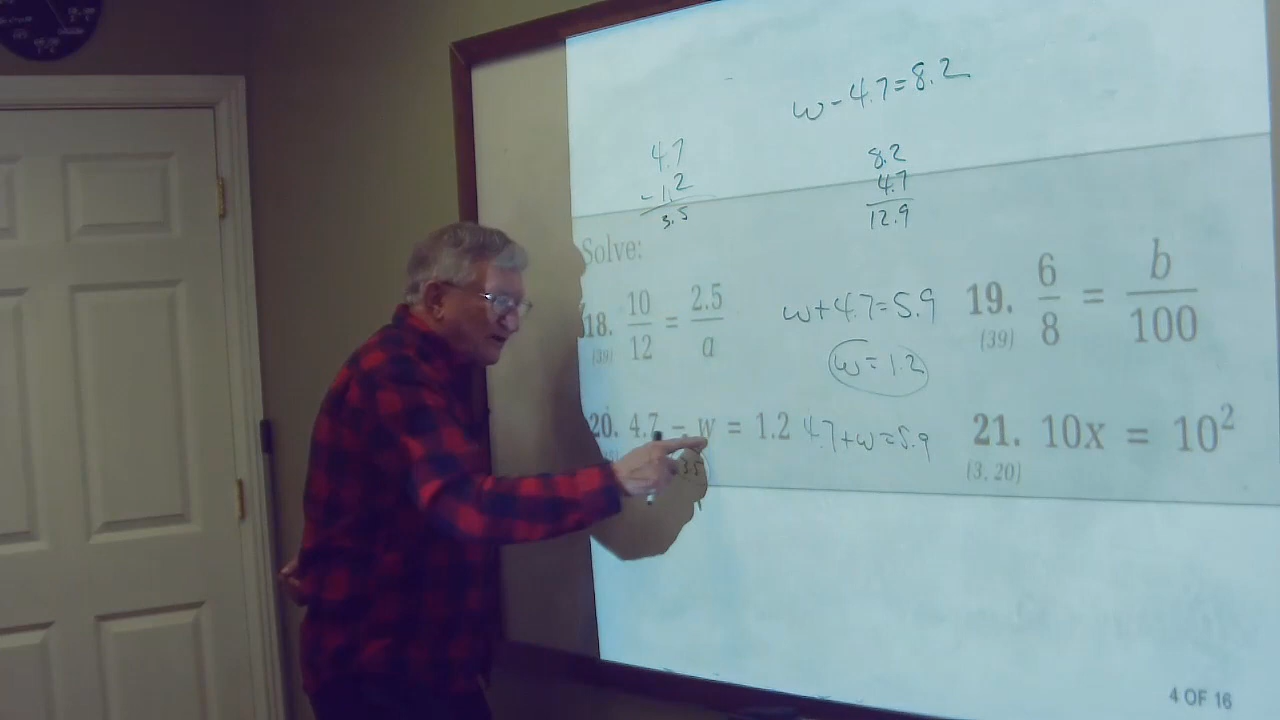 w - 4.7 = 8.2
4.7
- 1.2
3.5
8.2
4.7
12.9
Solve:
18. 10/12 = 2.5/a
(39)
w + 4.7 = 5.9
w = 1.2
19. 6/8 = b/100
(39)
20. 4.7 - w = 1.2
3.5
4.7 + w = 5.9
21. 10x = 10²
(3, 20)
4 OF 16